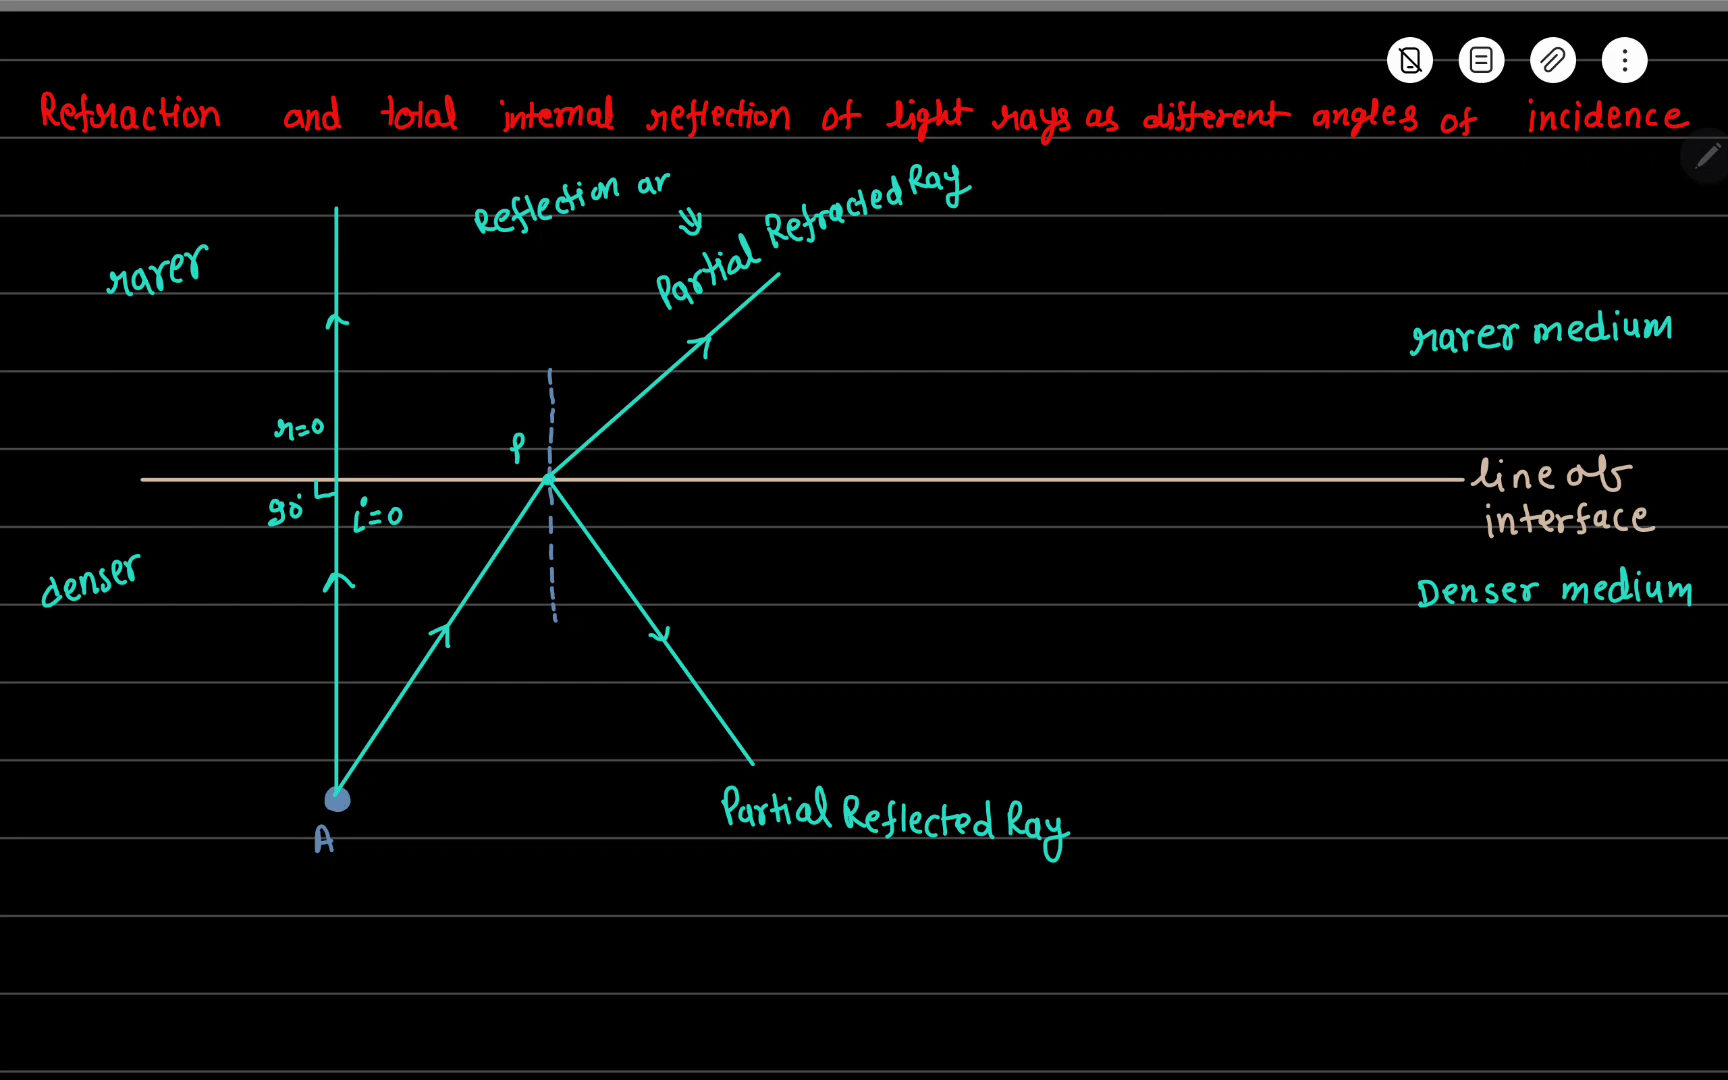 Refraction and total internal reflection of light rays as different angles of incidence
Reflection ar
Partial Refracted Ray
rarer
rarer medium
r=0
P
line of
interface
90°
i=0
denser
Denser medium
Partial Reflected Ray
A